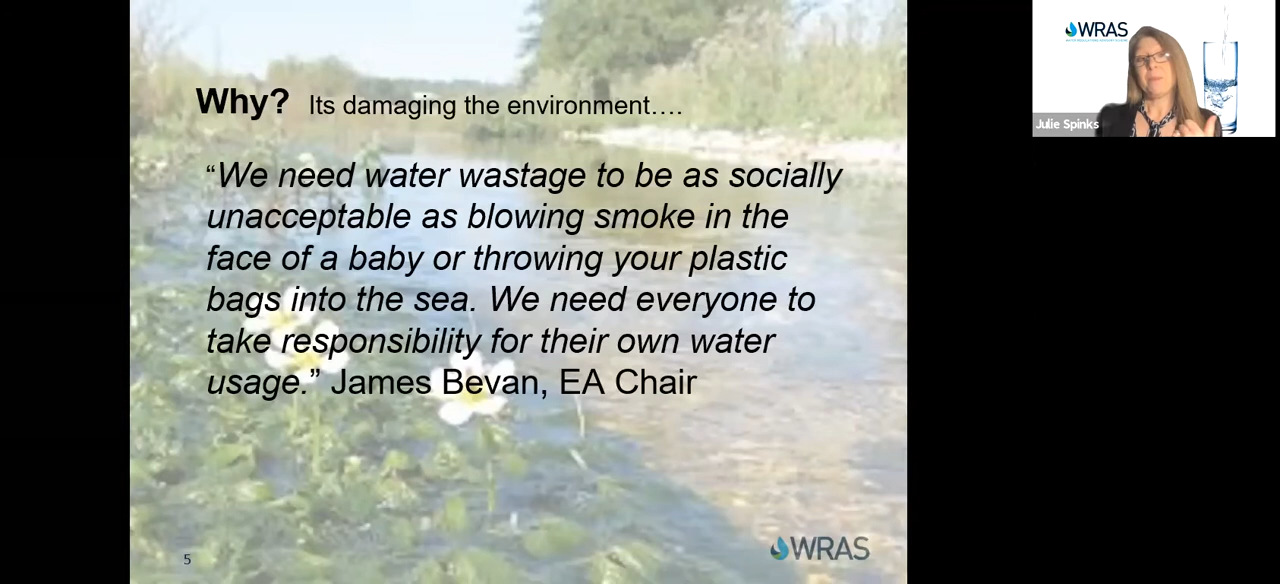 Why? Its damaging the environment….
“We need water wastage to be as socially
unacceptable as blowing smoke in the
face of a baby or throwing your plastic
bags into the sea. We need everyone to
take responsibility for their own water
usage.” James Bevan, EA Chair
5
WRAS
WRAS
Julie Spinks